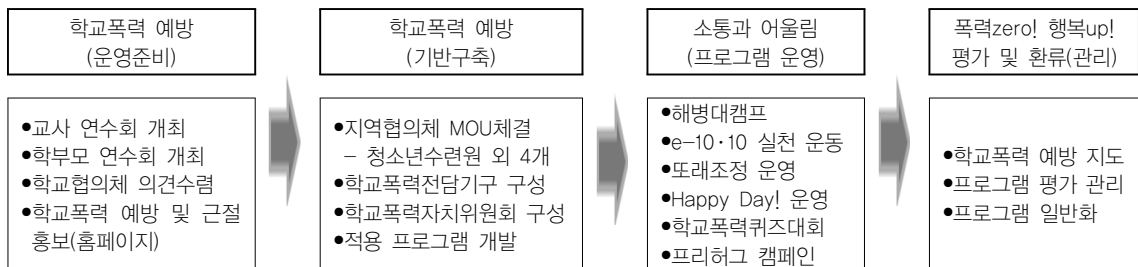 학교폭력 예방
(운영준비)
●교사 연수회 개최
●학부모 연수회 개최
●학교협의체 의견수렴
●학교폭력 예방 및 근절
홍보(홈페이지)
학교폭력 예방
(기반구축)
●지역협의체 MOU체결
- 청소년수련원 외 4개
●학교폭력전담기구 구성
●학교폭력자치위원회 구성
●적용 프로그램 개발
소통과 어울림
(프로그램 운영)
●해병대캠프
●e-10·10 실천 운동
●또래조정 운영
●Happy Day! 운영
●학교폭력퀴즈대회
●프리허그 캠페인
폭력zero! 행복up!
평가 및 환류(관리)
●학교폭력 예방 지도
●프로그램 평가 관리
●프로그램 일반화